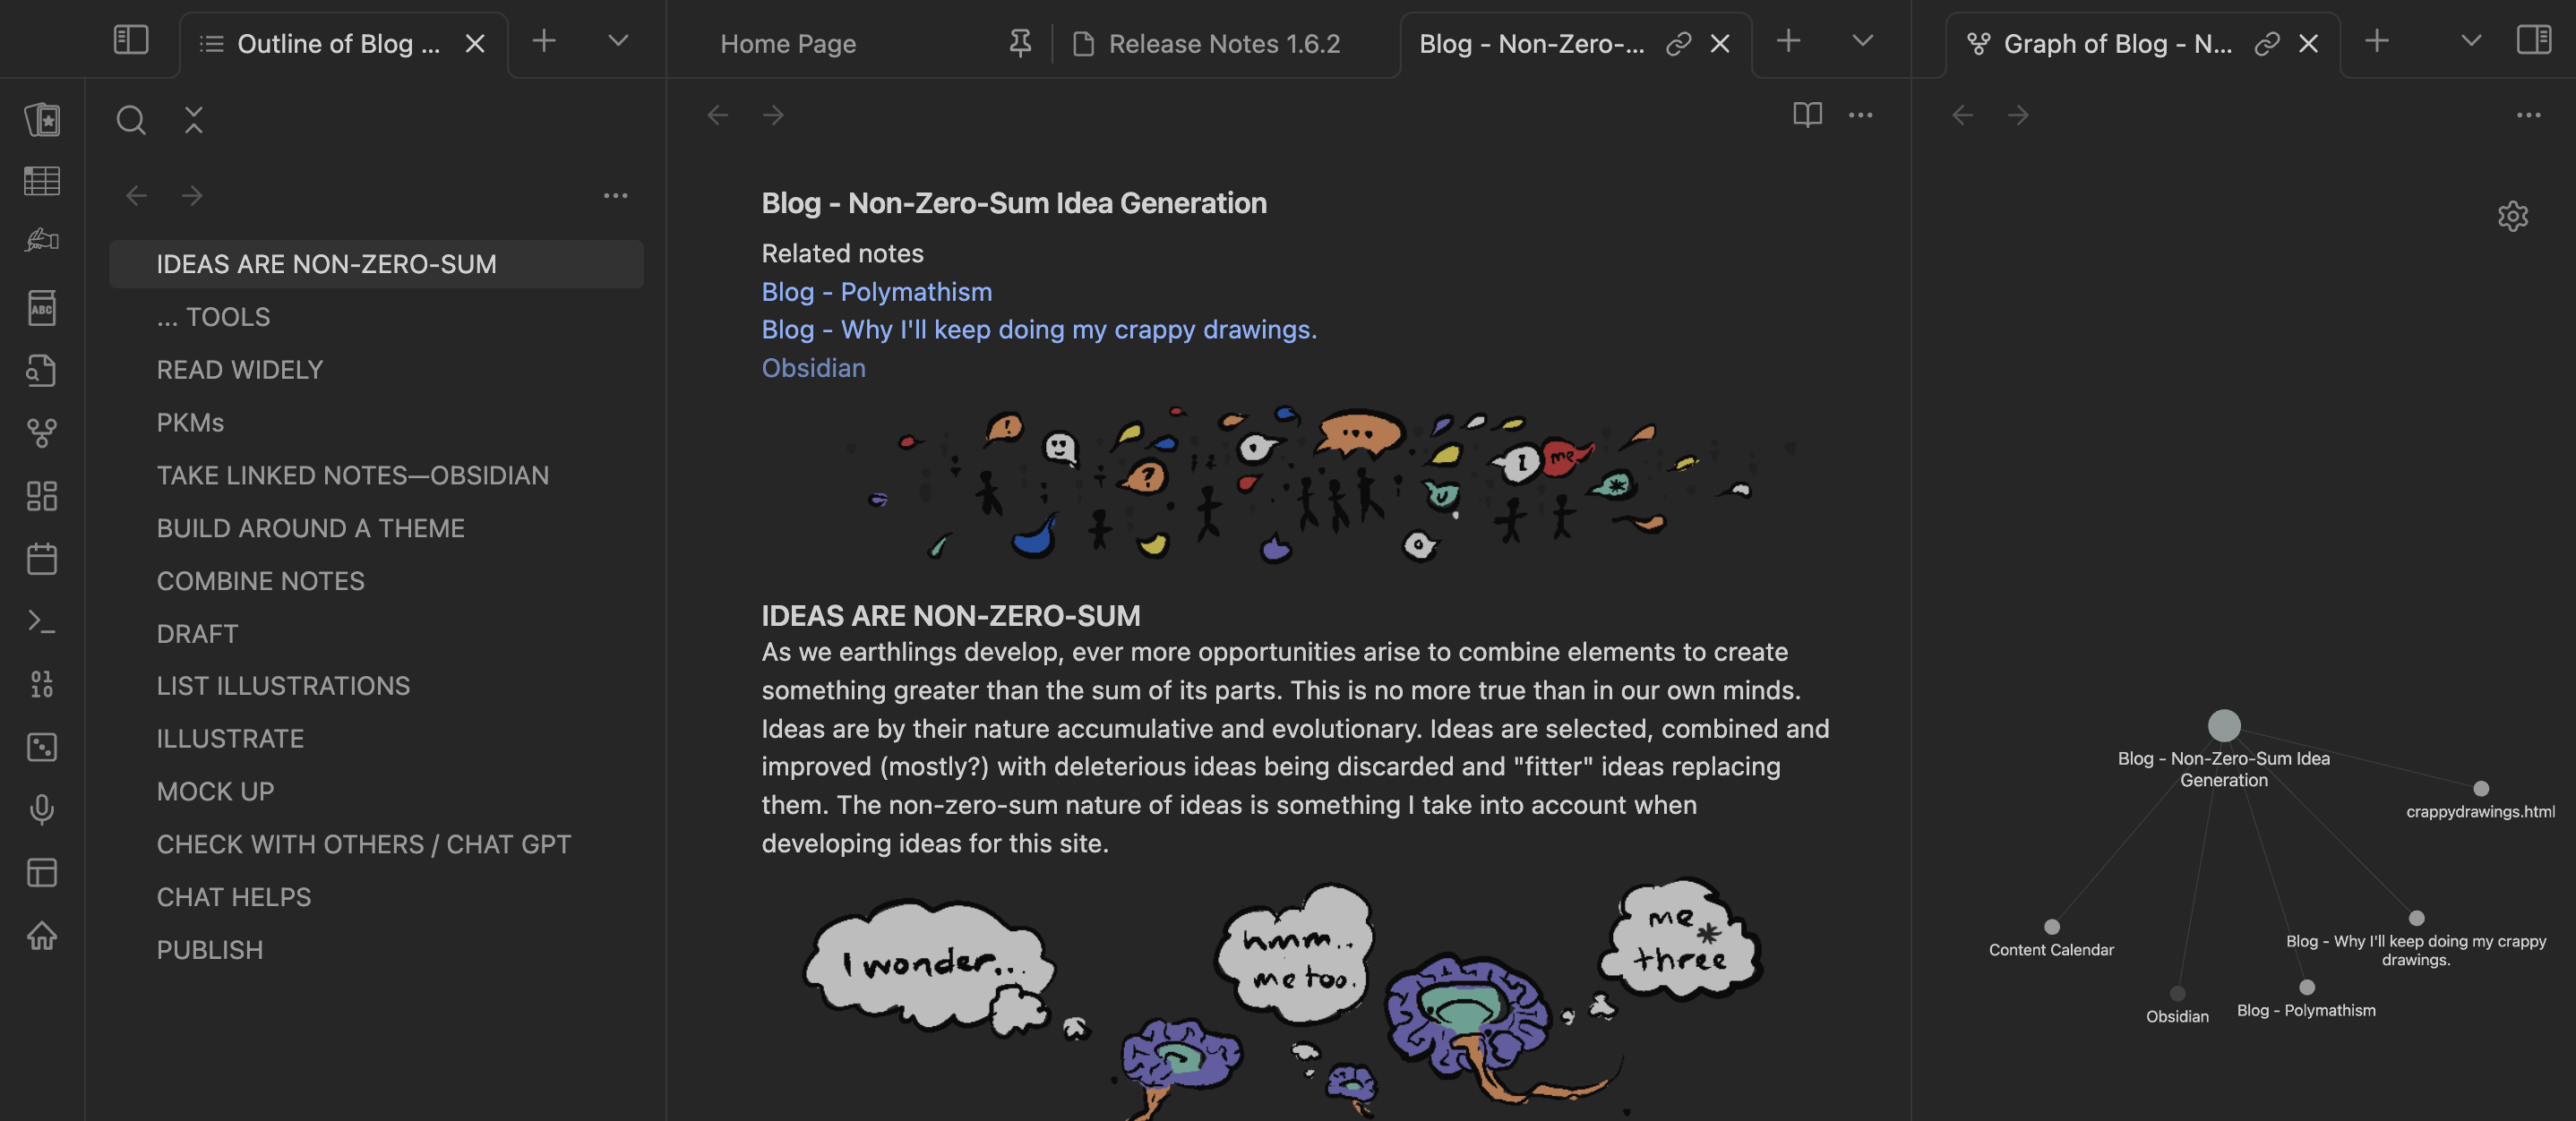 Outline of Blog ...
Home Page
Release Notes 1.6.2
Blog - Non-Zero-...
Graph of Blog - N...
ABC
01
10
IDEAS ARE NON-ZERO-SUM
... TOOLS
READ WIDELY
PKMs
TAKE LINKED NOTES—OBSIDIAN
BUILD AROUND A THEME
COMBINE NOTES
DRAFT
LIST ILLUSTRATIONS
ILLUSTRATE
MOCK UP
CHECK WITH OTHERS / CHAT GPT
CHAT HELPS
PUBLISH
Blog - Non-Zero-Sum Idea Generation
Related notes
Blog - Polymathism
Blog - Why I'll keep doing my crappy drawings.
Obsidian
!
...
?
I
me
U
*
IDEAS ARE NON-ZERO-SUM
As we earthlings develop, ever more opportunities arise to combine elements to create
something greater than the sum of its parts. This is no more true than in our own minds.
Ideas are by their nature accumulative and evolutionary. Ideas are selected, combined and
improved (mostly?) with deleterious ideas being discarded and "fitter" ideas replacing
them. The non-zero-sum nature of ideas is something I take into account when
developing ideas for this site.
I wonder...
hmm..
me too.
me *
three
Blog - Non-Zero-Sum Idea
Generation
crappydrawings.html
Content Calendar
Blog - Why I'll keep doing my crappy
drawings.
Obsidian
Blog - Polymathism